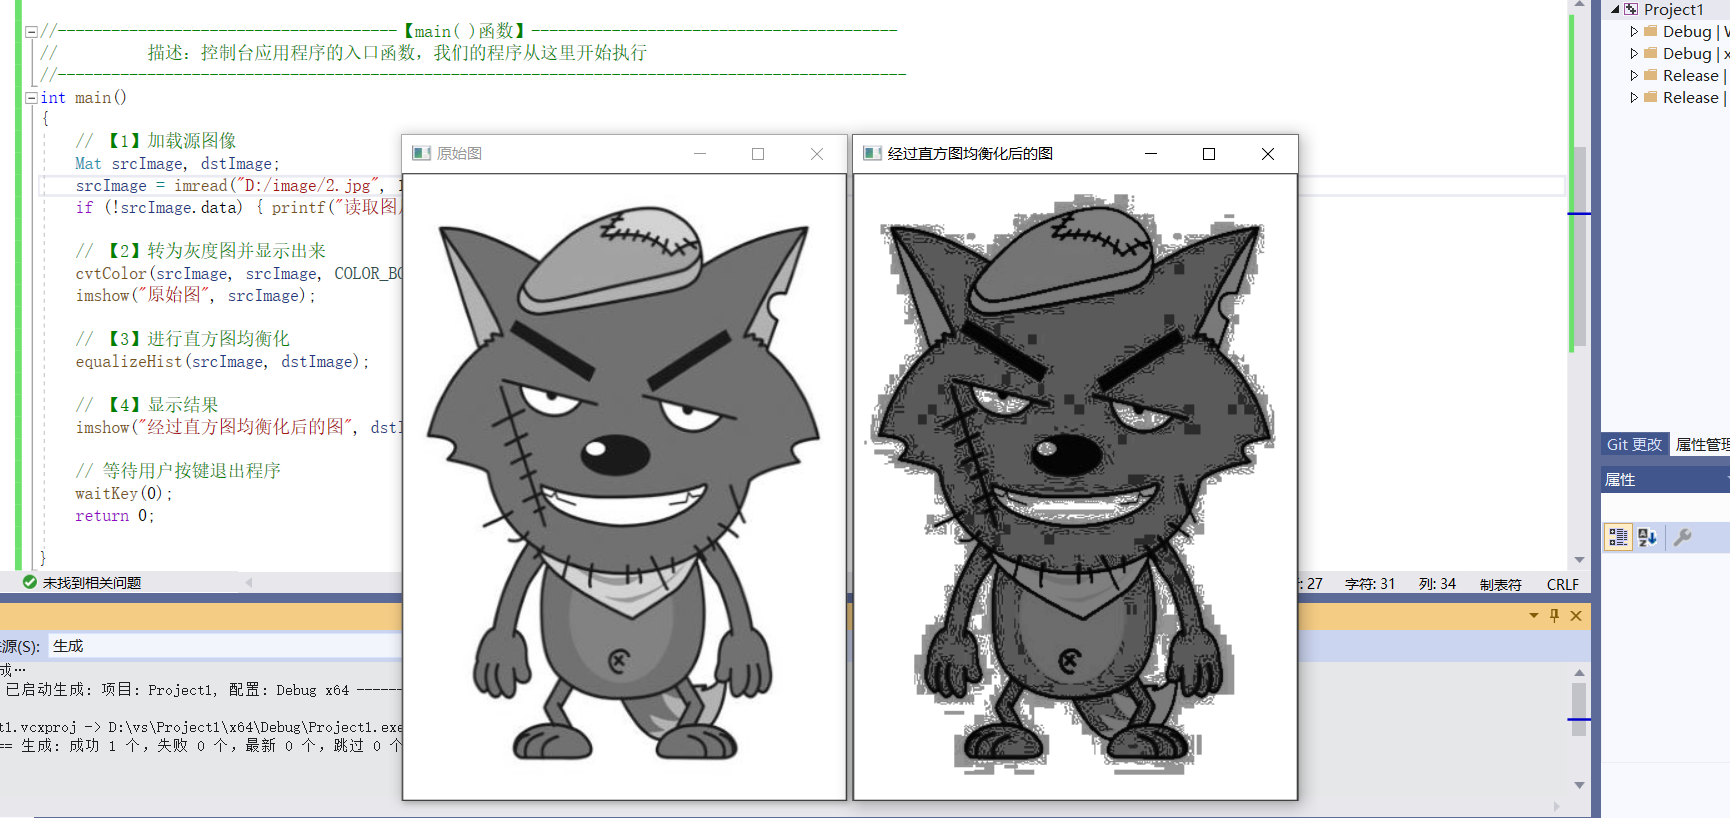 //--------------------------------------【main( )函数】-----------------------------------------
//          描述：控制台应用程序的入口函数，我们的程序从这里开始执行
//-----------------------------------------------------------------------------------------------
int main()
{
// 【1】加载源图像
Mat srcImage, dstImage;
srcImage = imread("D:/image/2.jpg",
if (!srcImage.data) { printf("读取图
// 【2】转为灰度图并显示出来
cvtColor(srcImage, srcImage, COLOR_BG
imshow("原始图", srcImage);
// 【3】进行直方图均衡化
equalizeHist(srcImage, dstImage);
// 【4】显示结果
imshow("经过直方图均衡化后的图", dst
// 等待用户按键退出程序
waitKey(0);
return 0;
}
原始图
经过直方图均衡化后的图
未找到相关问题
: 27 字符: 31 列: 34 制表符 CRLF
源(S): 生成
成…
已启动生成: 项目: Project1, 配置: Debug x64 ------
t1.vcxproj -> D:\vs\Project1\x64\Debug\Project1.exe
== 生成: 成功 1 个，失败 0 个，最新 0 个，跳过 0 个
Project1
Debug |
Debug | x
Release |
Release |
Git 更改 属性管理
属性